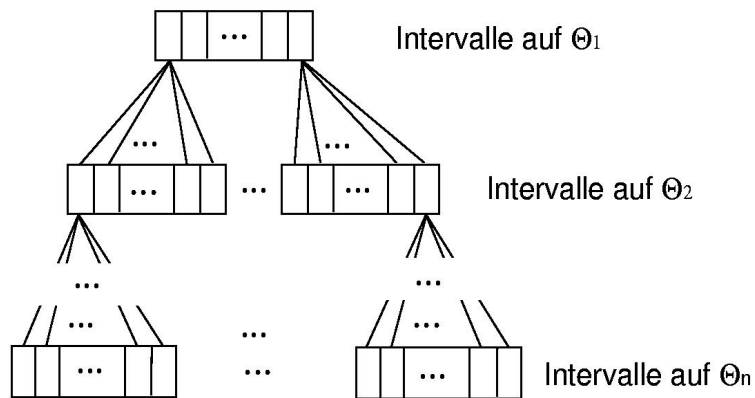 Intervalle auf Θ1
Intervalle auf Θ2
Intervalle auf Θn